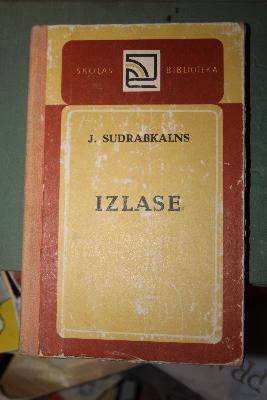 SKOLAS BIBLIOTEKA
J. SUDRABKALNS
IZLASE